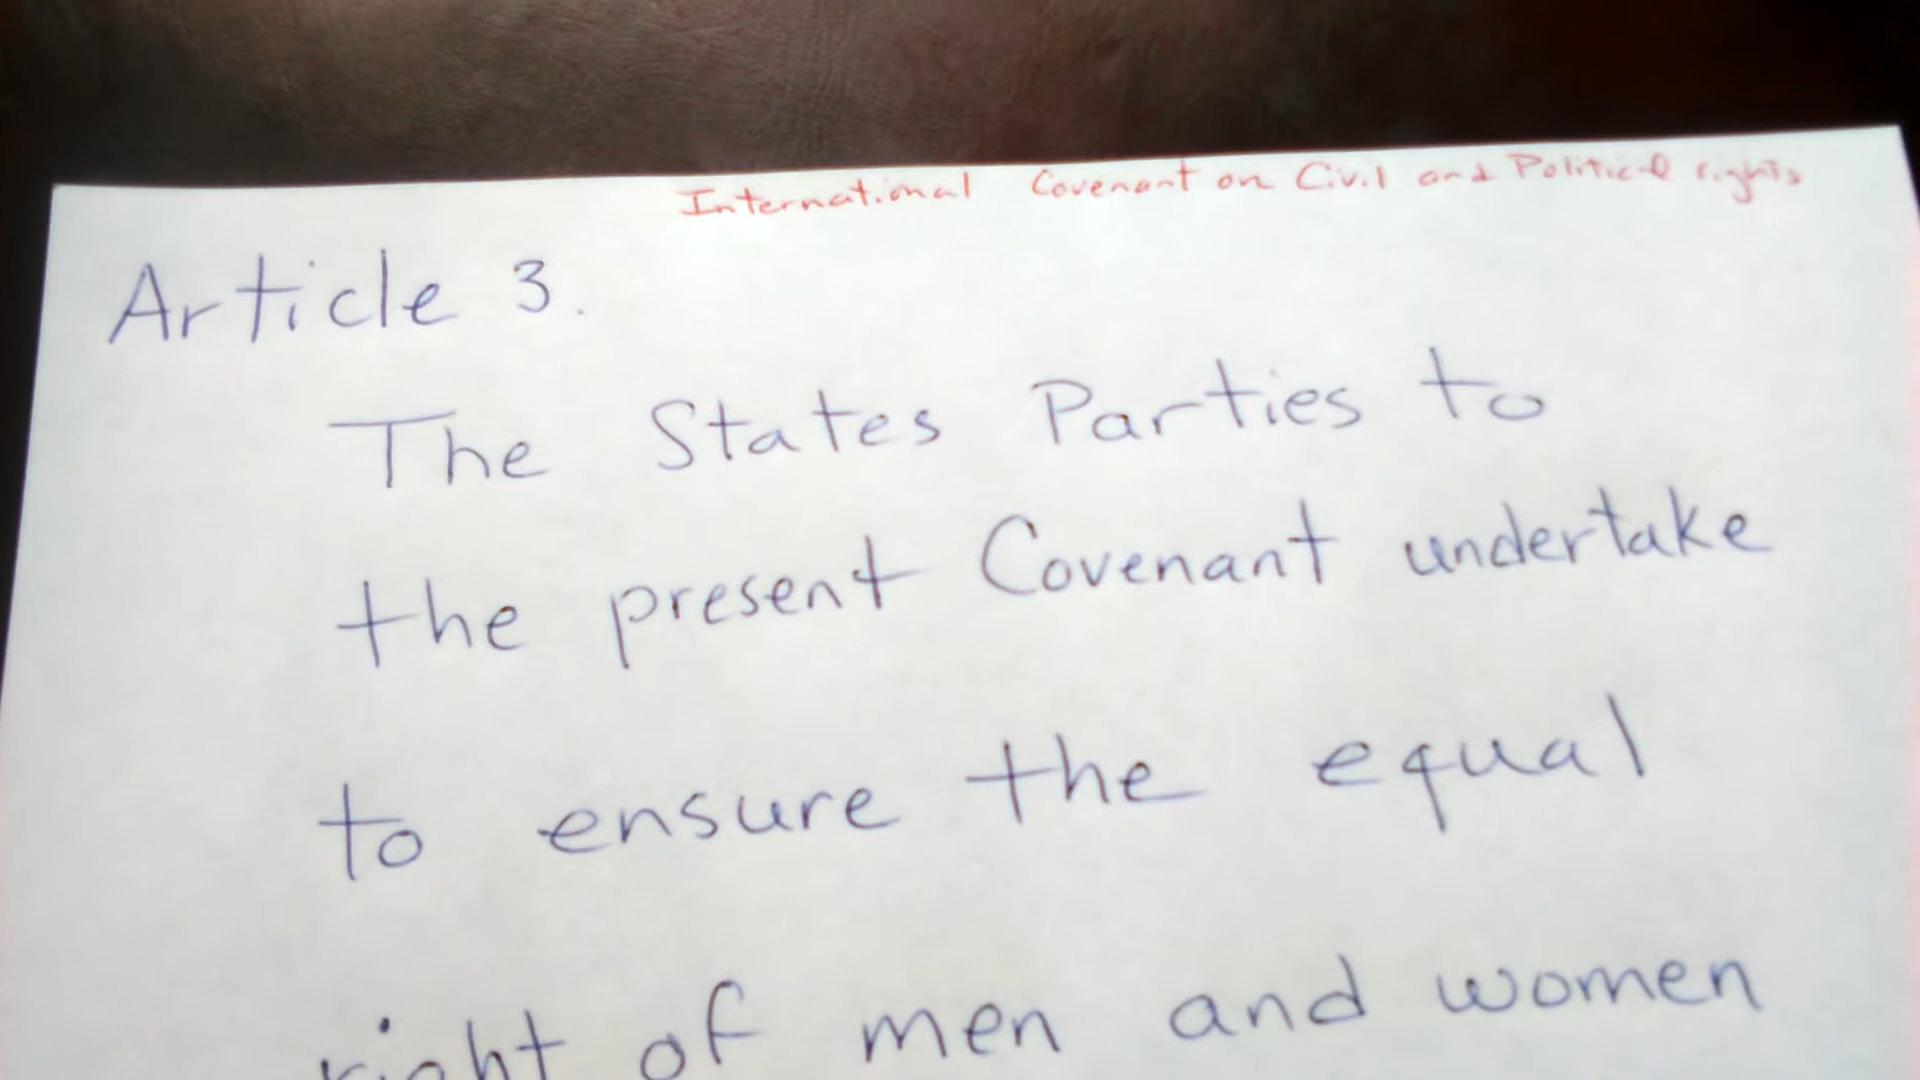 International Covenant on Civil and Political rights
Article 3.
The States Parties to
the present Covenant undertake
to ensure the equal
right of men and women